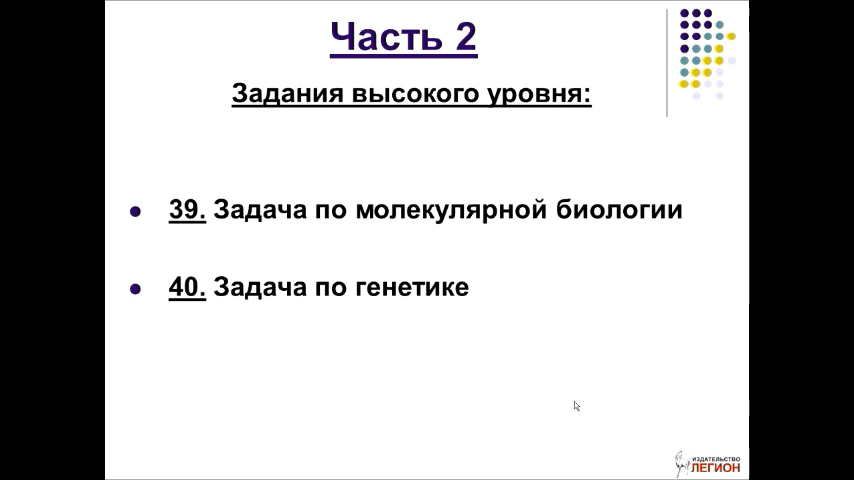 Часть 2
Задания высокого уровня:
39. Задача по молекулярной биологии
40. Задача по генетике
ИЗДАТЕЛЬСТВО
ЛЕГИОН